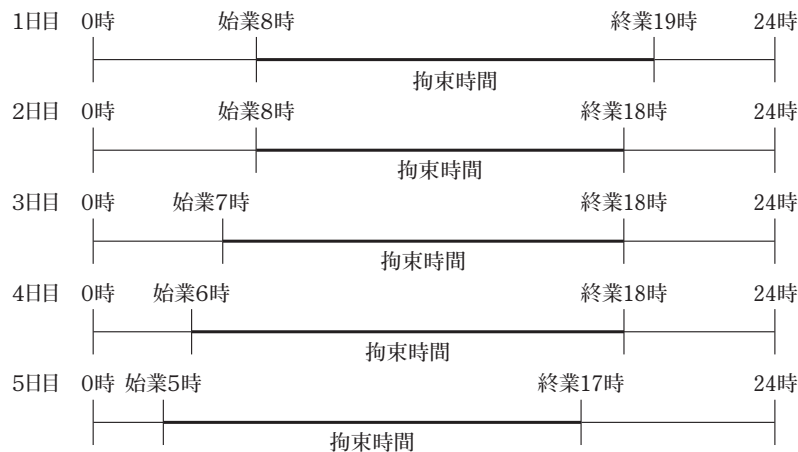 1日目 0時 始業8時 終業19時 24時
拘束時間
2日目 0時 始業8時 終業18時 24時
拘束時間
3日目 0時 始業7時 終業18時 24時
拘束時間
4日目 0時 始業6時 終業18時 24時
拘束時間
5日目 0時 始業5時 終業17時 24時
拘束時間